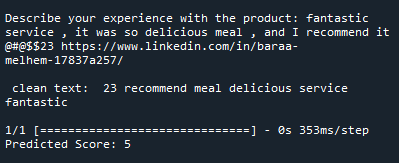 Describe your experience with the product: fantastic
service , it was so delicious meal , and I recommend it
@#@$$23 https://www.linkedin.com/in/baraa-
melhem-17837a257/
clean text:  23 recommend meal delicious service
fantastic
1/1 [==============================] - 0s 353ms/step
Predicted Score: 5